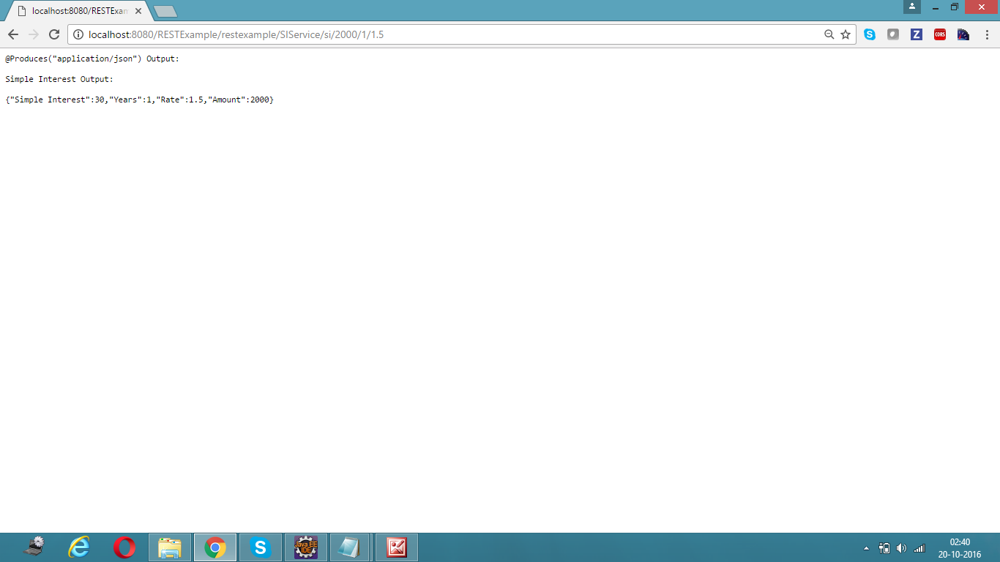 localhost:8080/RESTExam
localhost:8080/RESTExample/restexample/SIService/si/2000/1/1.5
Z
CORS
@Produces("application/json") Output:
Simple Interest Output:
{"Simple Interest":30,"Years":1,"Rate":1.5,"Amount":2000}
Java EE
IDE
02:40
20-10-2016